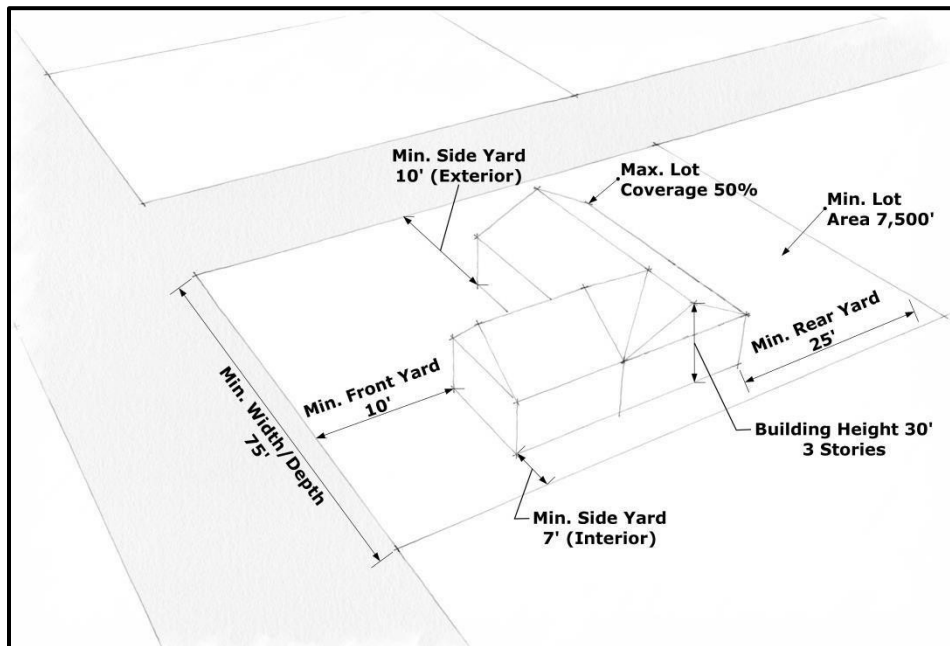 Min. Side Yard
10' (Exterior)
Max. Lot
Coverage 50%
Min. Lot
Area 7,500'
Min. Rear Yard
25'
Min. Front Yard
10'
Min. Width/Depth
75'
Building Height 30'
3 Stories
Min. Side Yard
7' (Interior)